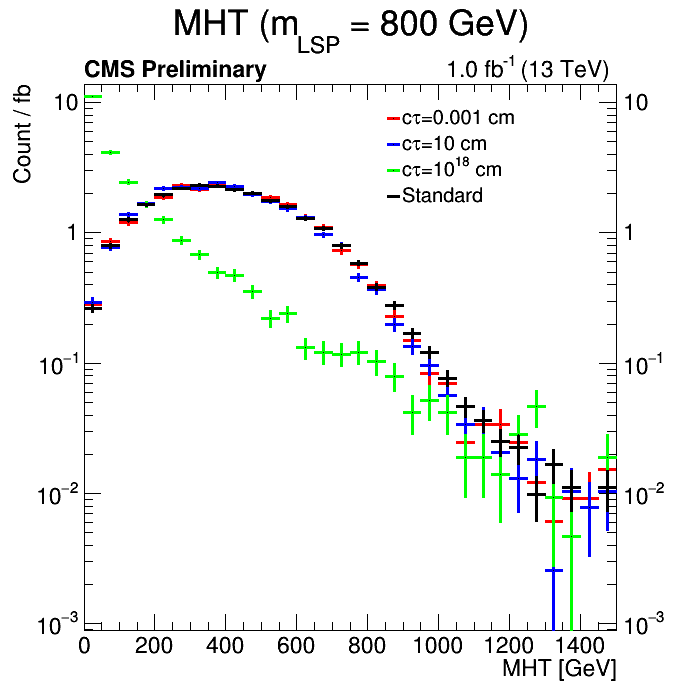 MHT (m_LSP = 800 GeV)
CMS Preliminary 1.0 fb⁻¹ (13 TeV)
Count / fb
10 10
1 1
10⁻¹ 10⁻¹
10⁻² 10⁻²
10⁻³ 10⁻³
cτ=0.001 cm
cτ=10 cm
cτ=10¹⁸ cm
Standard
0 200 400 600 800 1000 1200 1400
MHT [GeV]